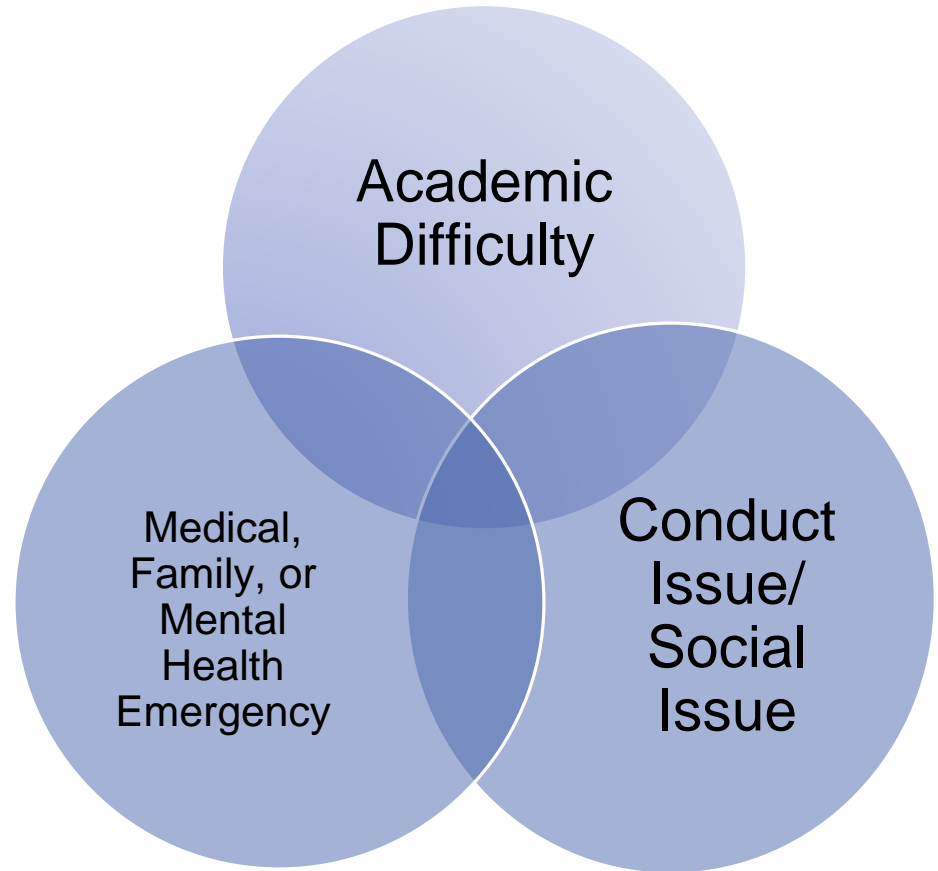 Academic
Difficulty
Medical,
Family, or
Mental
Health
Emergency
Conduct
Issue/
Social
Issue